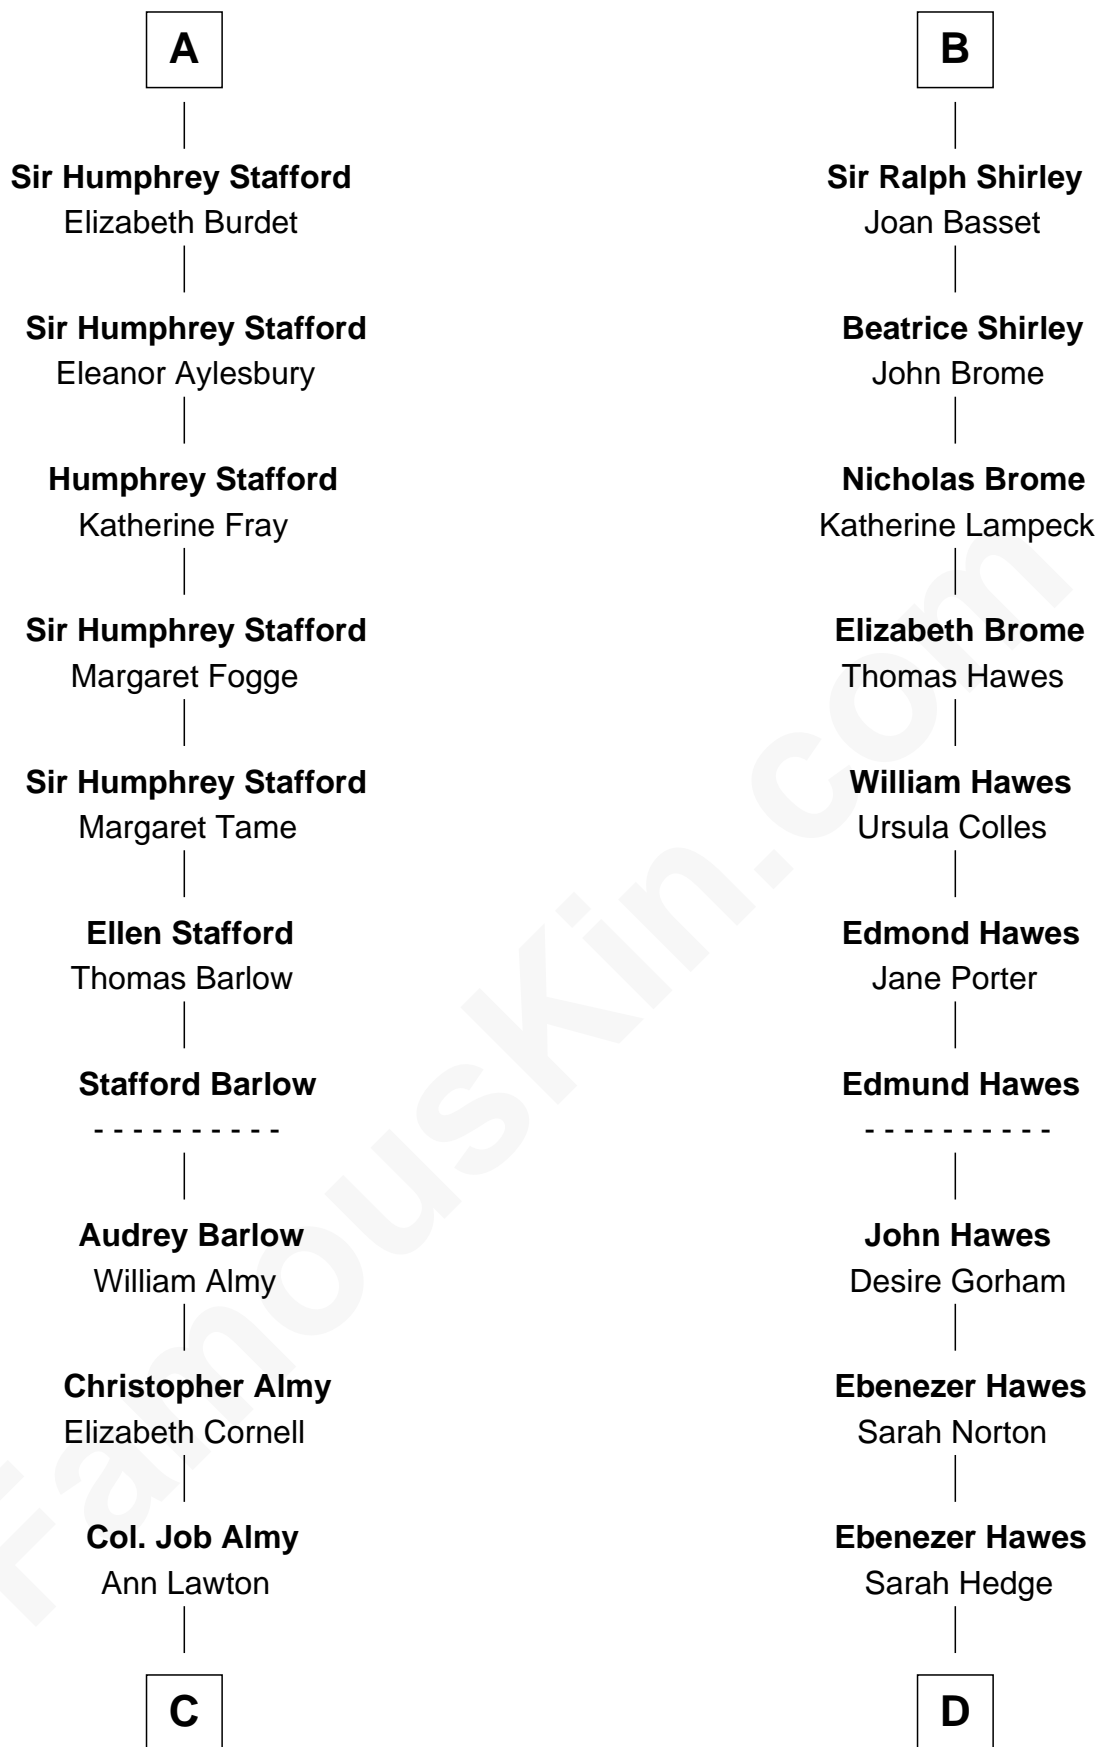 A
Sir Humphrey Stafford
Elizabeth Burdet
Sir Humphrey Stafford
Eleanor Aylesbury
Humphrey Stafford
Katherine Fray
Sir Humphrey Stafford
Margaret Fogge
Sir Humphrey Stafford
Margaret Tame
Ellen Stafford
Thomas Barlow
Stafford Barlow
- - - - - - - - - -
Audrey Barlow
William Almy
Christopher Almy
Elizabeth Cornell
Col. Job Almy
Ann Lawton
C
B
Sir Ralph Shirley
Joan Basset
Beatrice Shirley
John Brome
Nicholas Brome
Katherine Lampeck
Elizabeth Brome
Thomas Hawes
William Hawes
Ursula Colles
Edmond Hawes
Jane Porter
Edmund Hawes
- - - - - - - - - -
John Hawes
Desire Gorham
Ebenezer Hawes
Sarah Norton
Ebenezer Hawes
Sarah Hedge
D
FamousKin.com